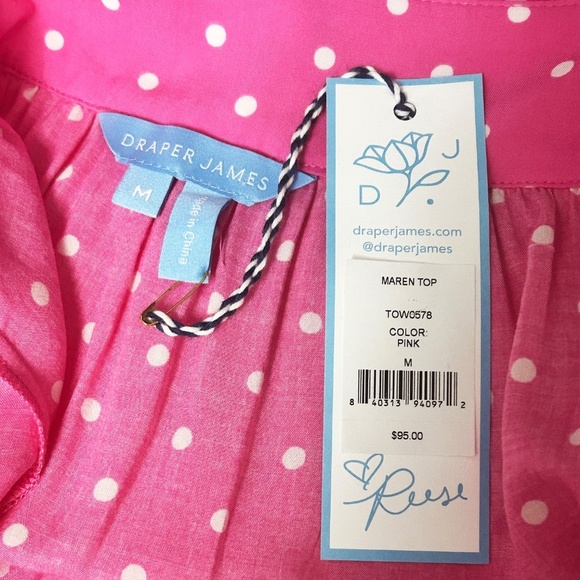 DRAPER JAMES
M
Made in China
D J
draperjames.com
@draperjames
MAREN TOP
TOW0578
COLOR:
PINK
M
8 40313 94097 2
$95.00
Reese